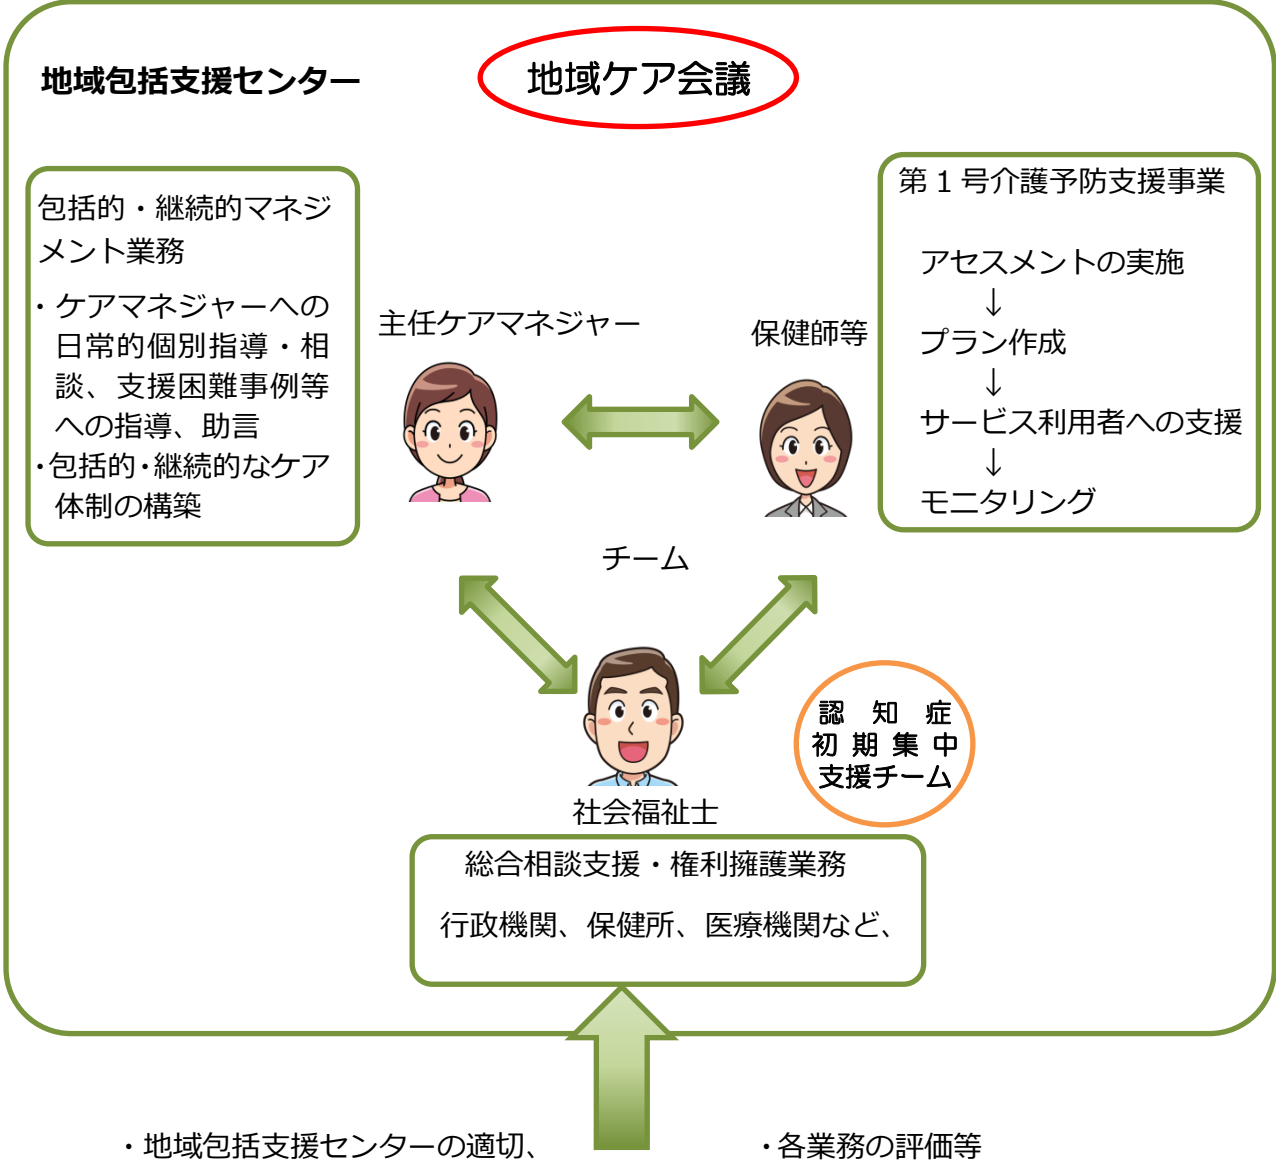 地域包括支援センター
地域ケア会議
包括的・継続的マネジ
メント業務
・ケアマネジャーへの
日常的個別指導・相
談、支援困難事例等
への指導、助言
・包括的・継続的なケア
体制の構築
主任ケアマネジャー
保健師等
第1号介護予防支援事業
アセスメントの実施
↓
プラン作成
↓
サービス利用者への支援
↓
モニタリング
チーム
認知症
初期集中
支援チーム
社会福祉士
総合相談支援・権利擁護業務
行政機関、保健所、医療機関など、
・地域包括支援センターの適切、
・各業務の評価等